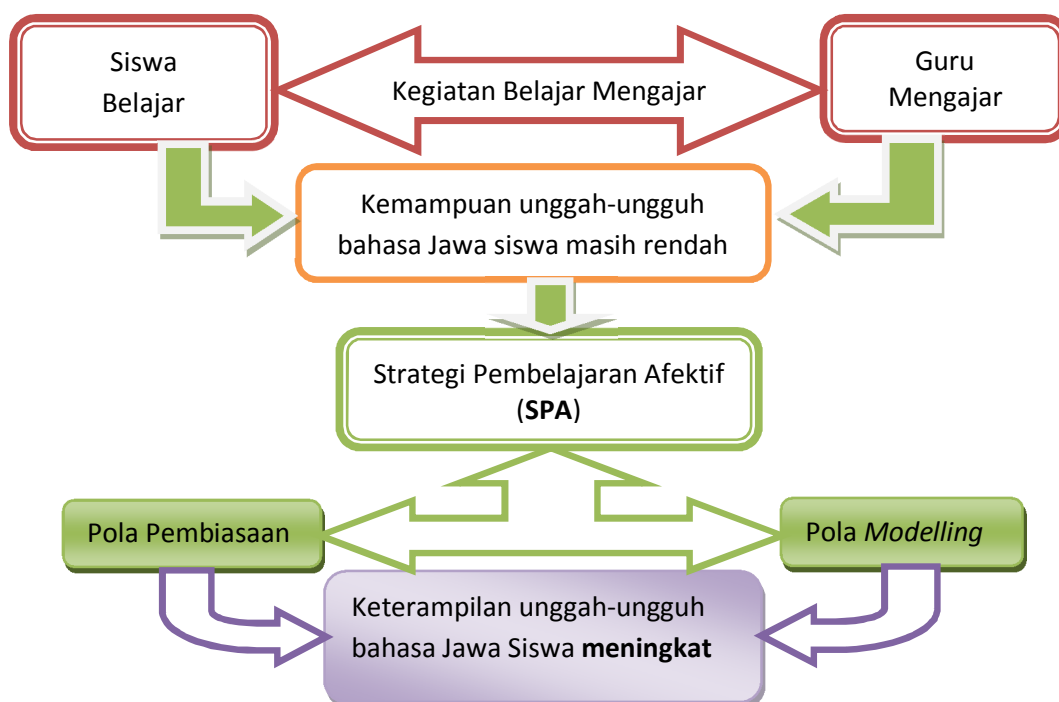 Siswa
Belajar
Kegiatan Belajar Mengajar
Guru
Mengajar
Kemampuan unggah-ungguh
bahasa Jawa siswa masih rendah
Strategi Pembelajaran Afektif
(SPA)
Pola Pembiasaan
Pola Modelling
Keterampilan unggah-ungguh
bahasa Jawa Siswa meningkat